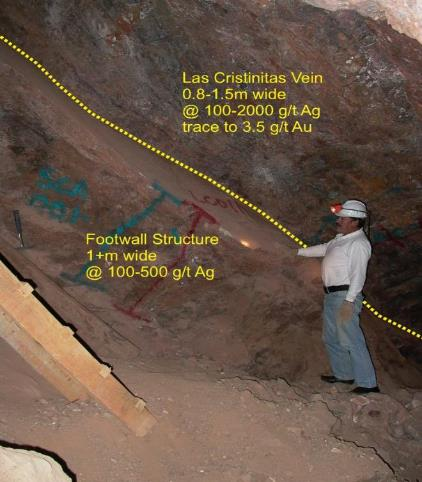 Las Cristinitas Vein
0.8-1.5m wide
@ 100-2000 g/t Ag
trace to 3.5 g/t Au
Footwall Structure
1+m wide
@ 100-500 g/t Ag